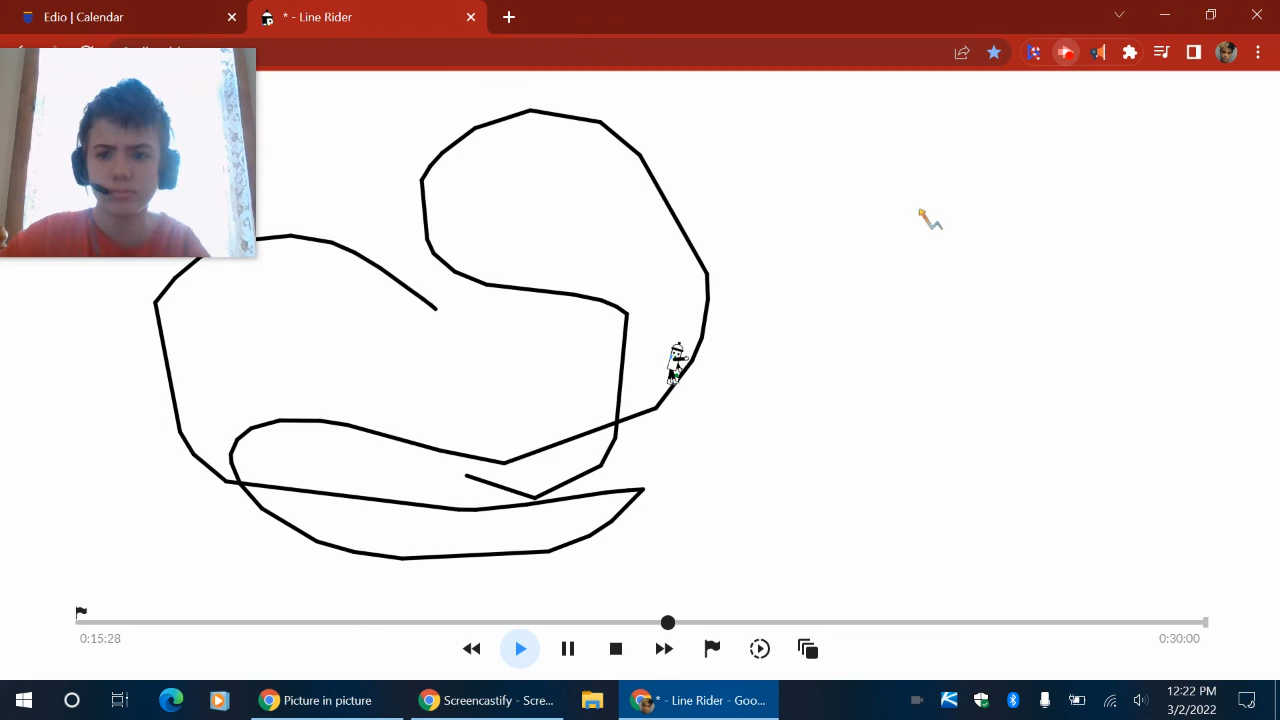 Edio | Calendar
* - Line Rider
0:15:28
0:30:00
Picture in picture
Screencastify - Scre...
* - Line Rider - Goo...
12:22 PM
3/2/2022